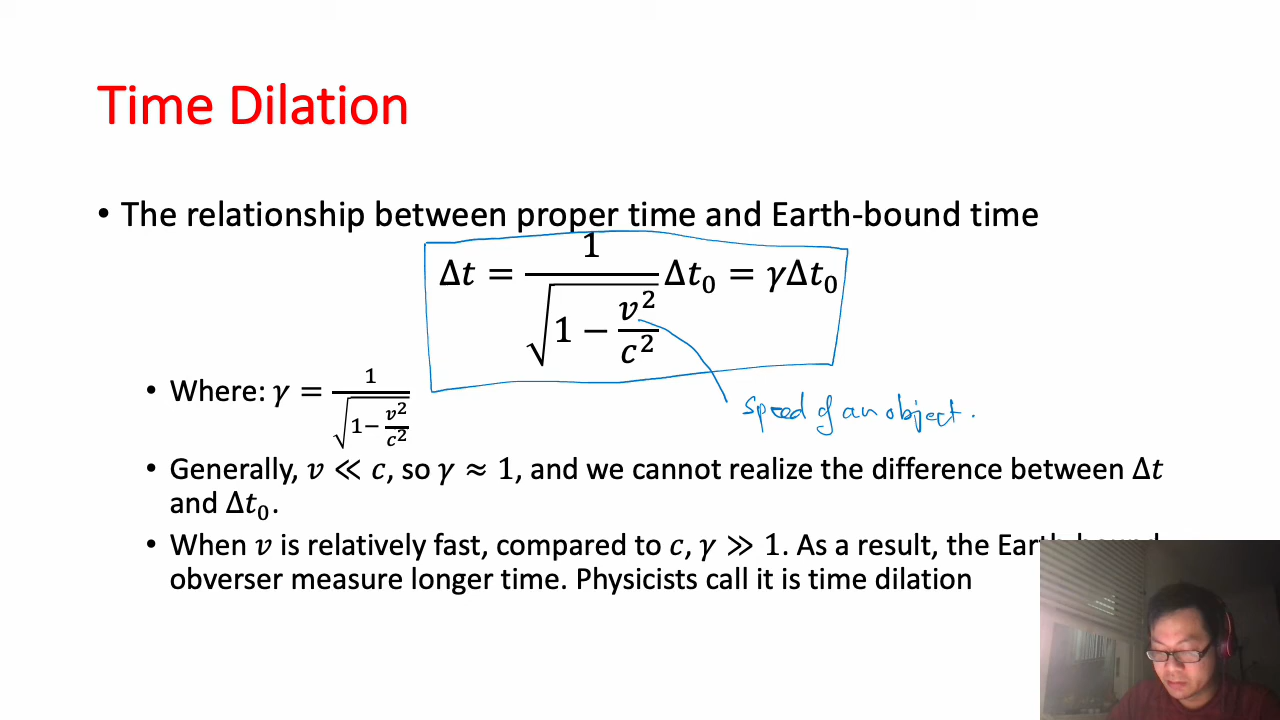 Time Dilation
• The relationship between proper time and Earth-bound time
Δt = 1/√(1 − v²/c²) Δt₀ = γΔt₀
speed of an object.
• Where: γ = 1/√(1−v²/c²)
• Generally, v ≪ c, so γ ≈ 1, and we cannot realize the difference between Δt
and Δt₀.
• When v is relatively fast, compared to c, γ ≫ 1. As a result, the Earth-bound
obverser measure longer time. Physicists call it is time dilation